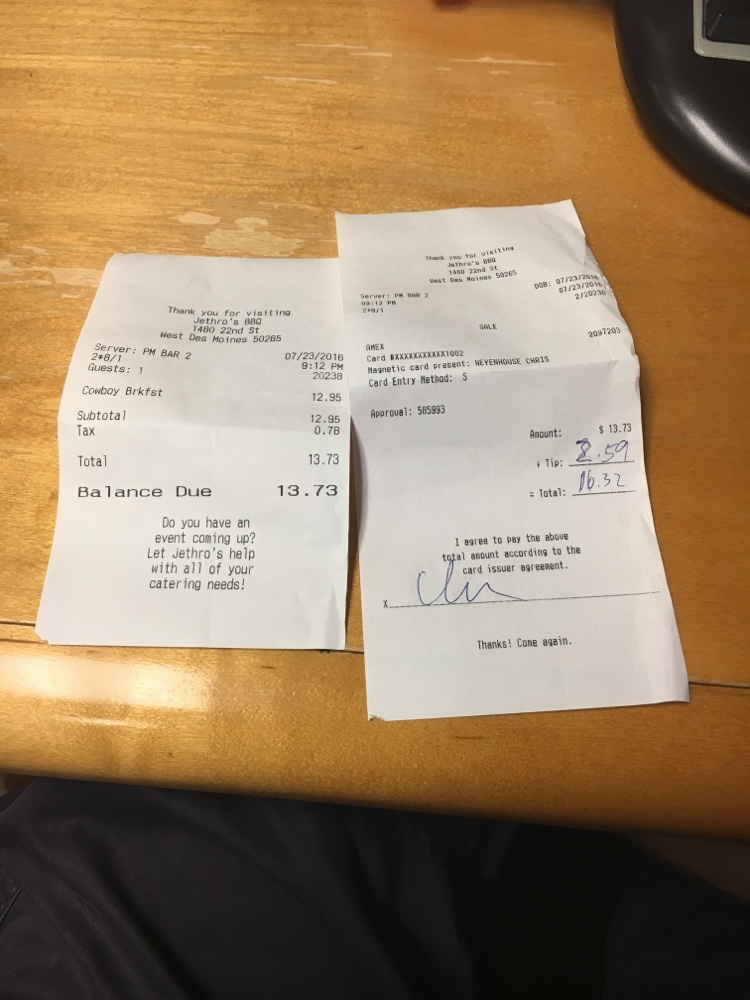 Thank you for visiting
Jethro's BBQ
1480 22nd St
West Des Moines 50265
Server: PM BAR 2 07/23/2016
2*8/1 9:12 PM
Guests: 1 20238
Cowboy Brkfst 12.95
Subtotal 12.95
Tax 0.78
Total 13.73
Balance Due 13.73
Do you have an
event coming up?
Let Jethro's help
with all of your
catering needs!
Thank you for visiting
Jethro's BBQ
1480 22nd St
West Des Moines 50265
Server: PM BAR 2 DOB: 07/23/2016
09:12 PM 07/23/2016
2*8/1 2/20238
SALE
AMEX 2097203
Card #XXXXXXXXXXX1002
Magnetic card present: NEYENHOUSE CHRIS
Card Entry Method: S
Approval: 505993
Amount: $ 13.73
+ Tip: 2.59
= Total: 16.32
I agree to pay the above
total amount according to the
card issuer agreement.
X
Thanks! Come again.